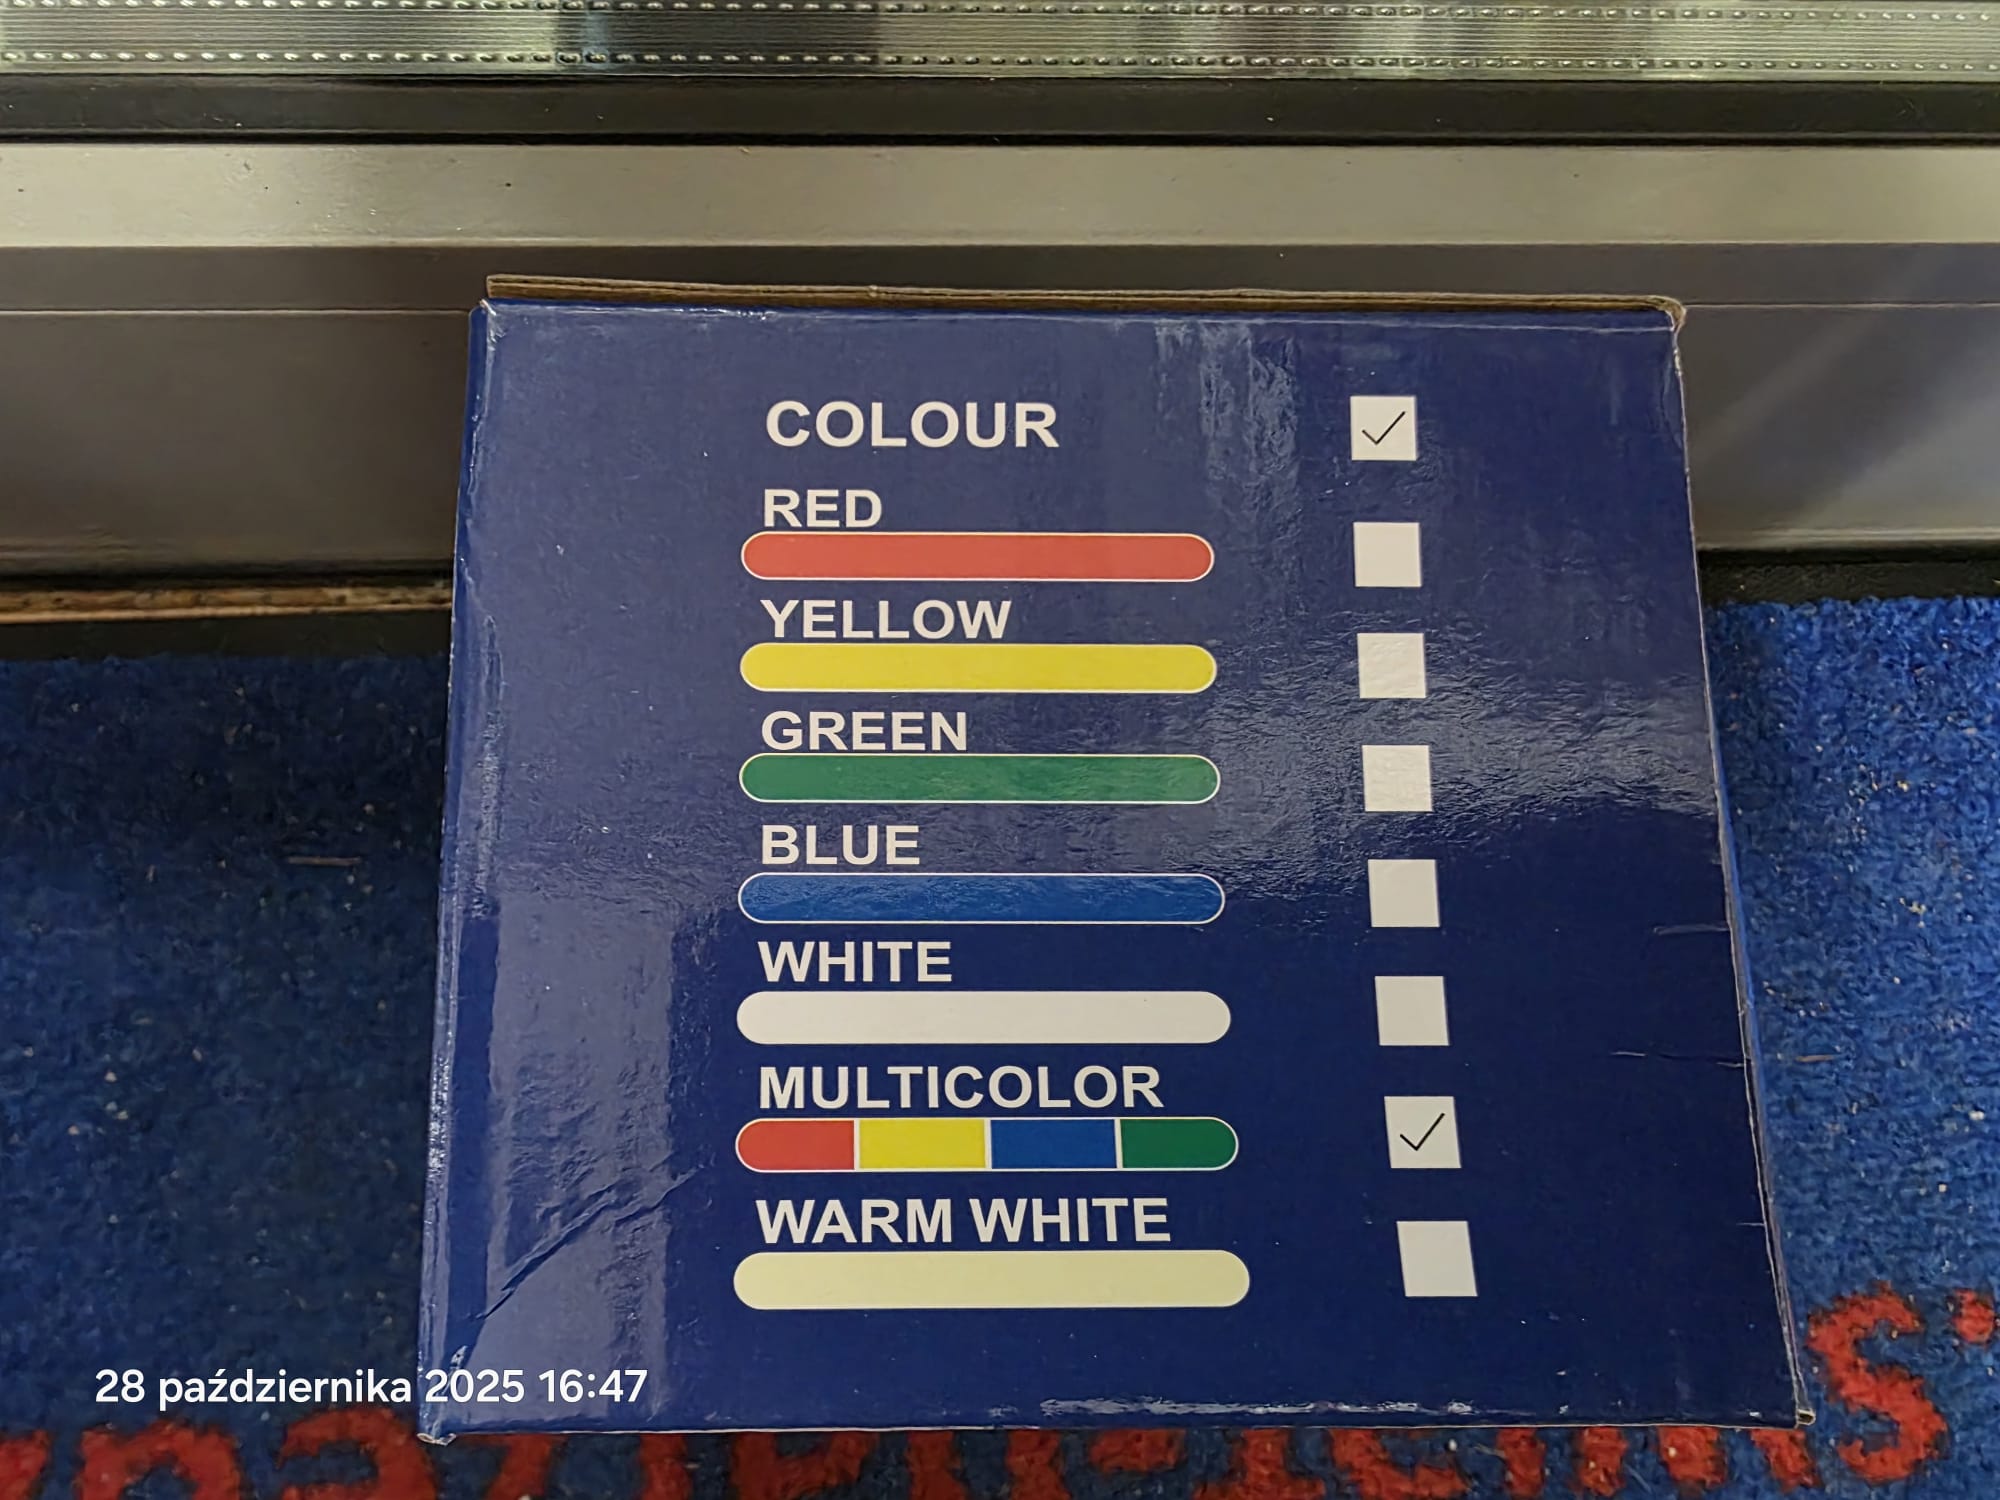 COLOUR
RED
YELLOW
GREEN
BLUE
WHITE
MULTICOLOR
WARM WHITE
28 października 2025 16:47